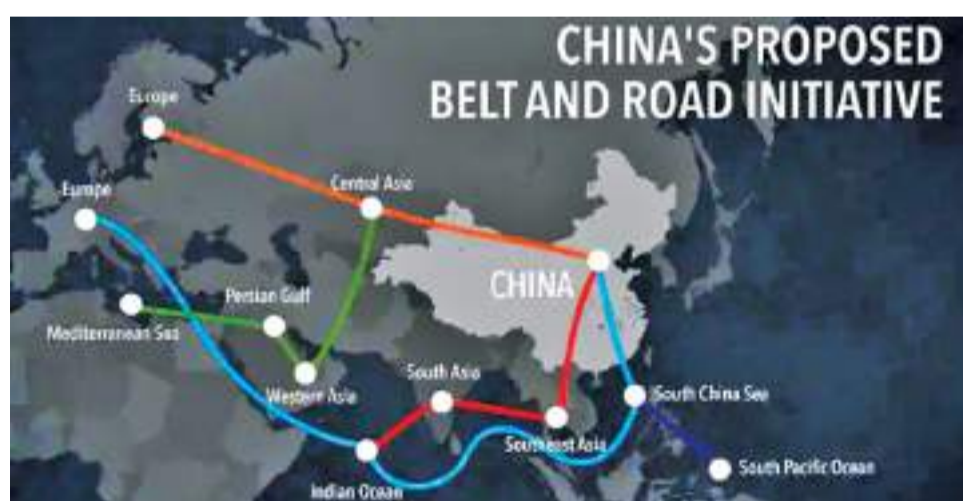 CHINA'S PROPOSED
BELT AND ROAD INITIATIVE
Europe
Central Asia
Europe
CHINA
Persian Gulf
Mediterranean Sea
South Asia
Western Asia
South China Sea
Southeast Asia
South Pacific Ocean
Indian Ocean